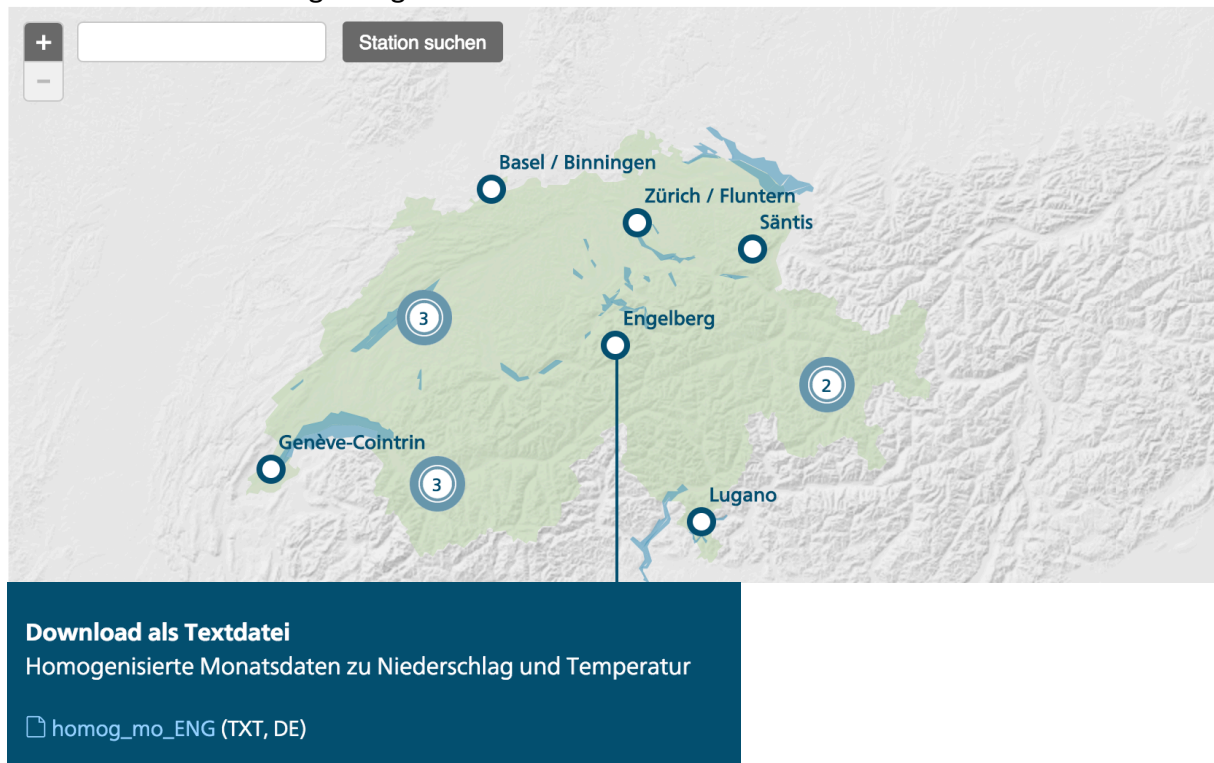 +
Station suchen
−
Basel / Binningen
Zürich / Fluntern
Säntis
3
Engelberg
2
Genève-Cointrin
3
Lugano
Download als Textdatei
Homogenisierte Monatsdaten zu Niederschlag und Temperatur
homog_mo_ENG (TXT, DE)